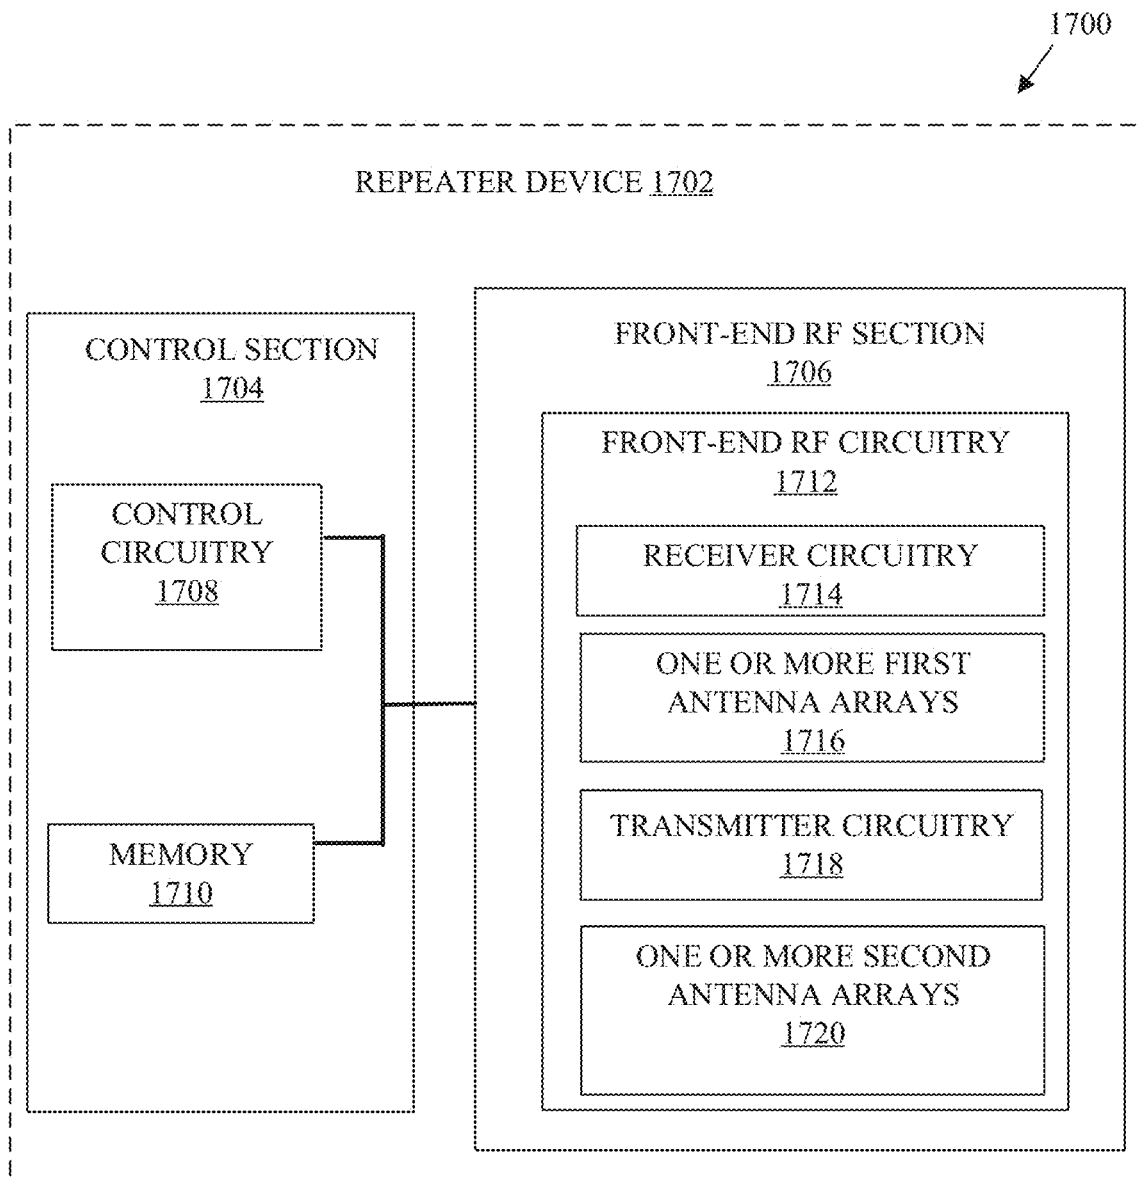 1700
REPEATER DEVICE 1702
CONTROL SECTION
1704
CONTROL
CIRCUITRY
1708
MEMORY
1710
FRONT-END RF SECTION
1706
FRONT-END RF CIRCUITRY
1712
RECEIVER CIRCUITRY
1714
ONE OR MORE FIRST
ANTENNA ARRAYS
1716
TRANSMITTER CIRCUITRY
1718
ONE OR MORE SECOND
ANTENNA ARRAYS
1720